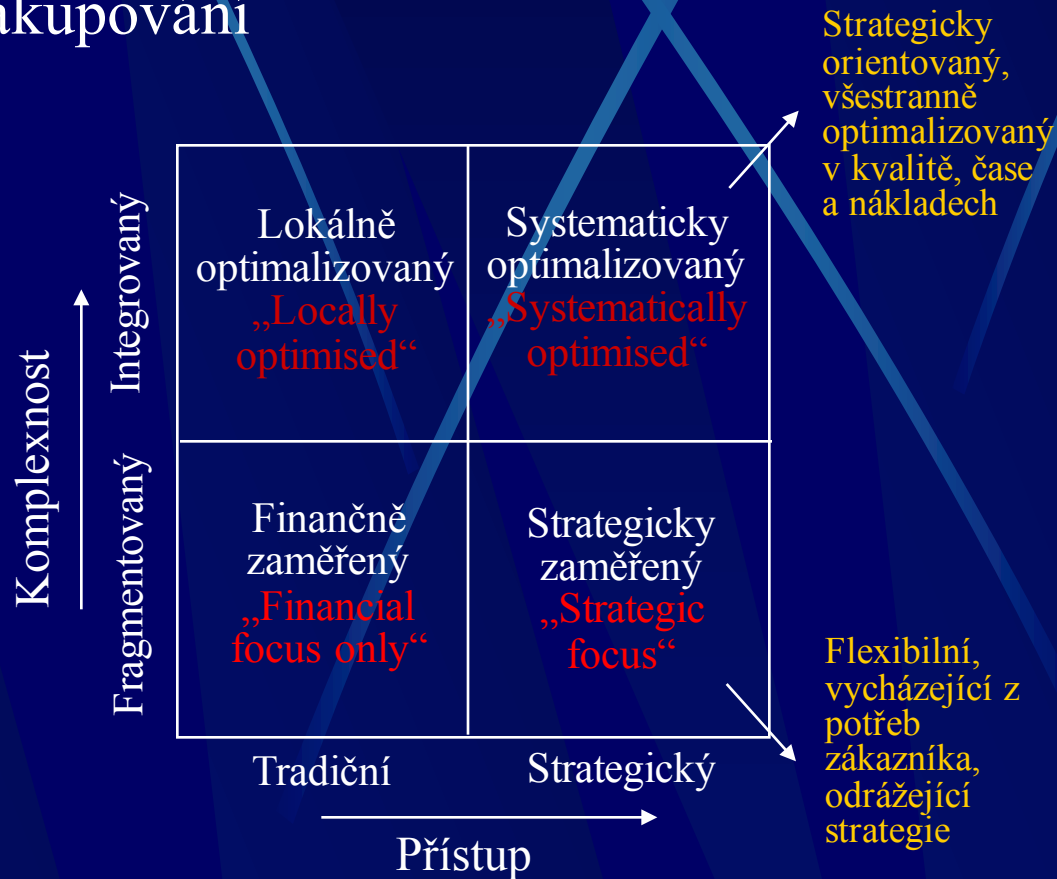 akupování
Strategicky
orientovaný,
všestranně
optimalizovaný
v kvalitě, čase
a nákladech
Komplexnost
Integrovaný
Fragmentovaný
Lokálně
optimalizovaný
„Locally
optimised“
Systematicky
optimalizovaný
„Systematically
optimised“
Finančně
zaměřený
„Financial
focus only“
Strategicky
zaměřený
„Strategic
focus“
Flexibilní,
vycházející z
potřeb
zákazníka,
odrážející
strategie
Tradiční
Strategický
Přístup